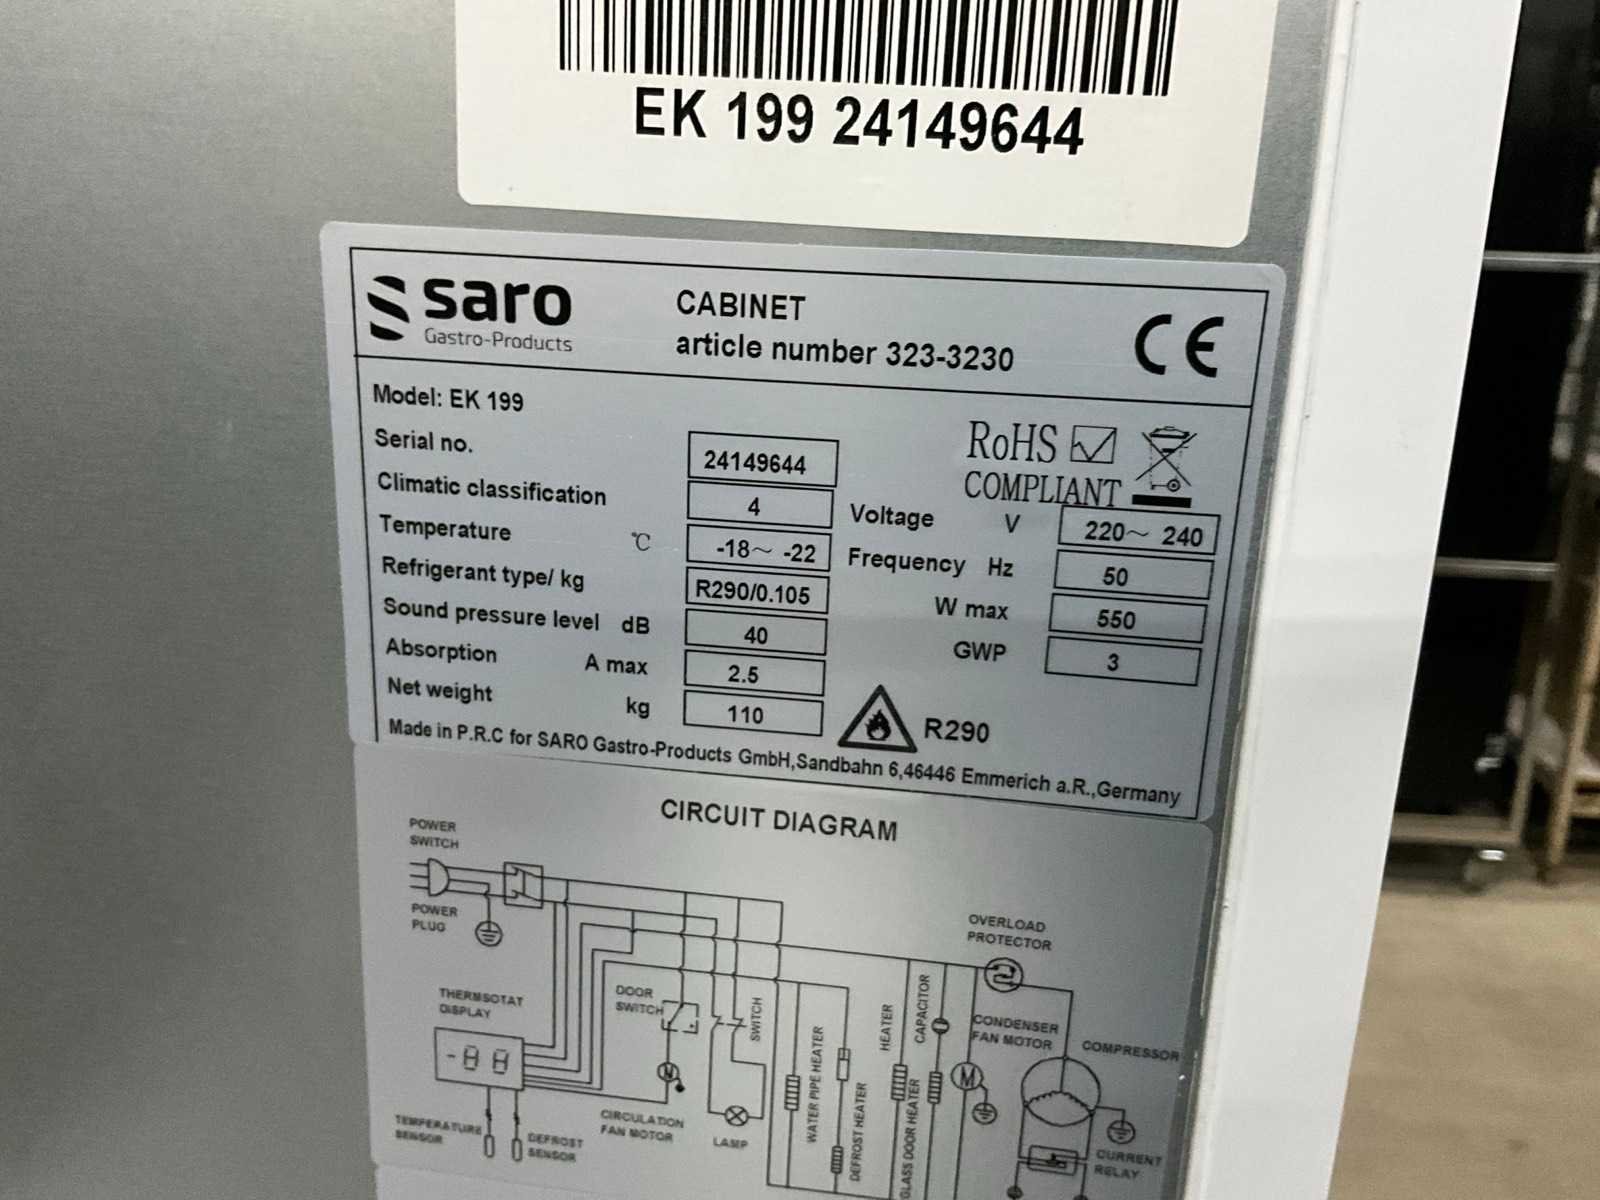 EK 199 24149644
saro
Gastro-Products
CABINET
article number 323-3230
CE
Model: EK 199
RoHS
COMPLIANT
Serial no. 24149644
Climatic classification 4
Temperature °C -18～ -22
Refrigerant type/ kg R290/0.105
Sound pressure level dB 40
Absorption A max 2.5
Net weight kg 110
Voltage V 220～ 240
Frequency Hz 50
W max 550
GWP 3
R290
Made in P.R.C for SARO Gastro-Products GmbH,Sandbahn 6,46446 Emmerich a.R.,Germany
CIRCUIT DIAGRAM
POWER
SWITCH
POWER
PLUG
THERMSOTAT
DISPLAY
-8 8
TEMPERATURE
SENSOR
DEFROST
SENSOR
DOOR
SWITCH
M
CIRCULATION
FAN MOTOR
SWITCH
LAMP
WATER PIPE HEATER
DEFROST HEATER
HEATER
GLASS DOOR HEATER
CAPACITOR
OVERLOAD
PROTECTOR
CONDENSER
FAN MOTOR
M
COMPRESSOR
CURRENT
RELAY